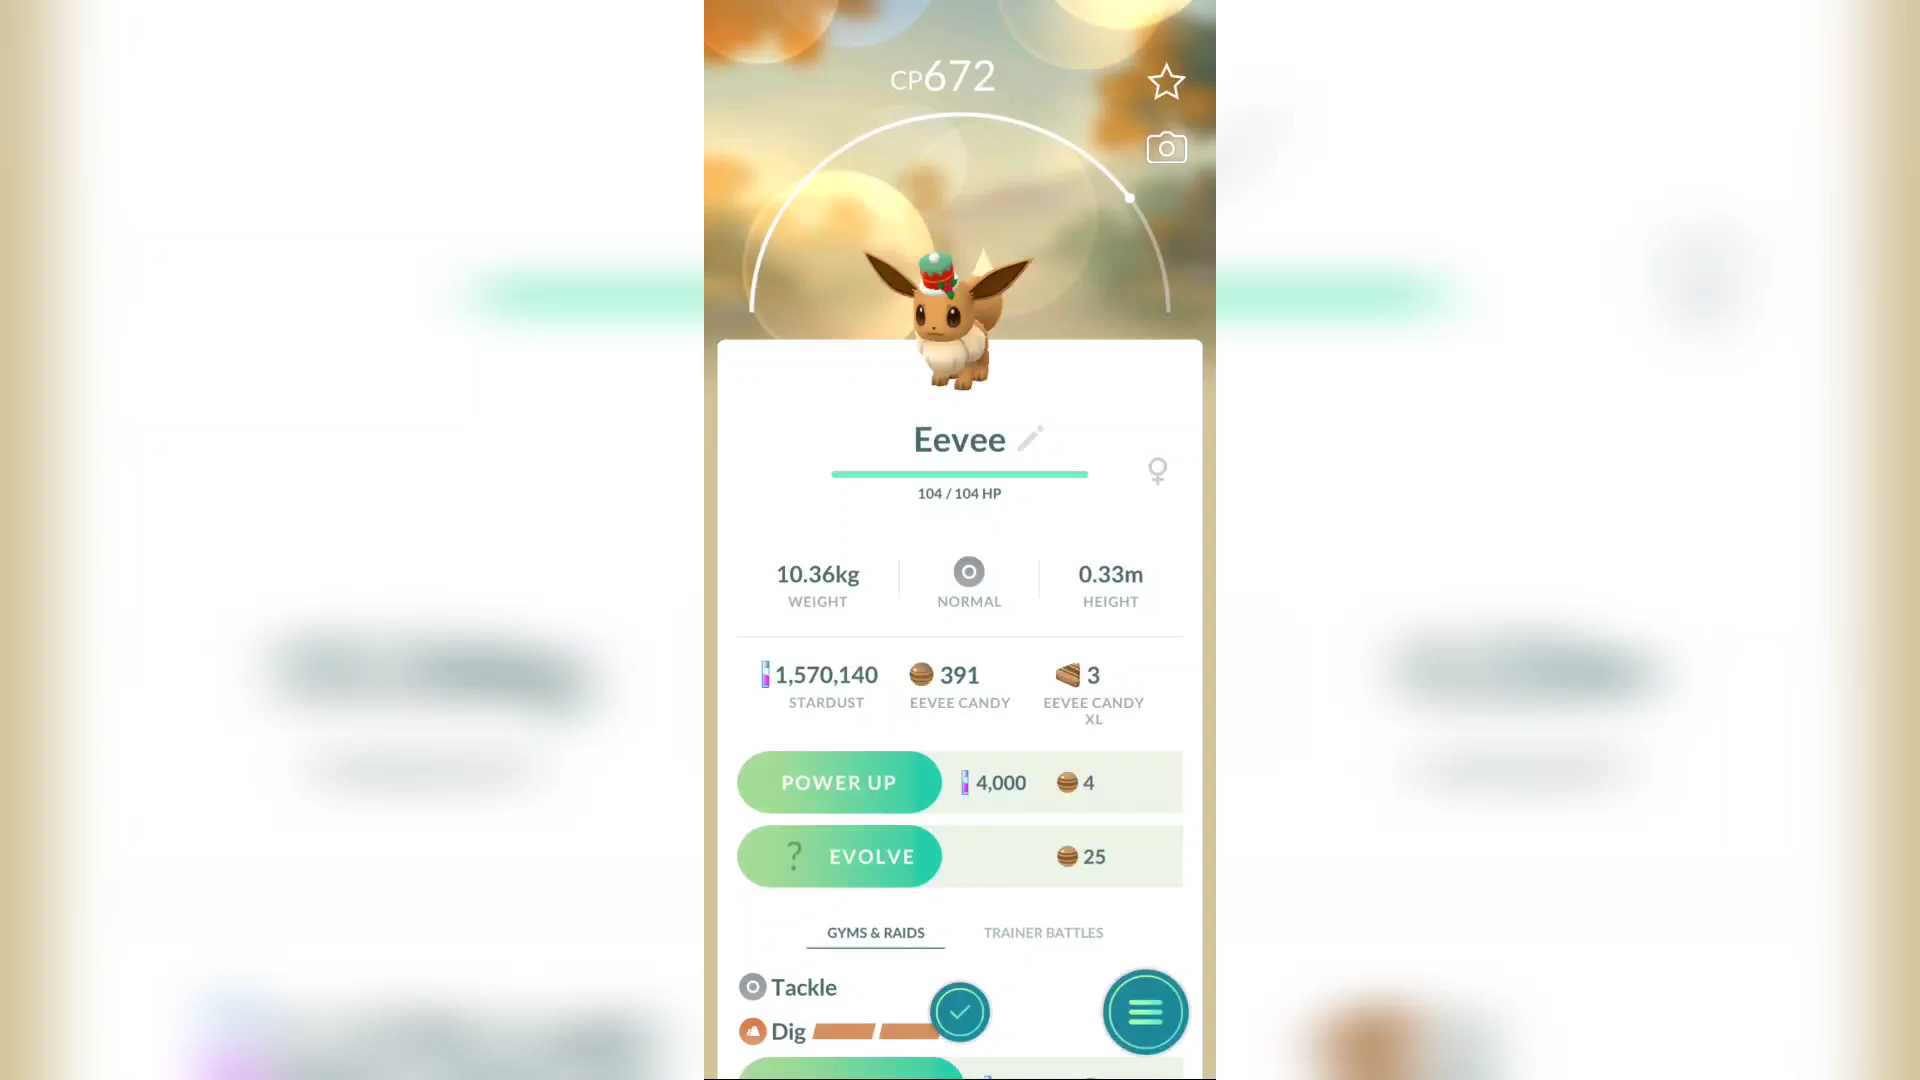 CP672
Eevee
104 / 104 HP
10.36kg
WEIGHT
NORMAL
0.33m
HEIGHT
1,570,140
STARDUST
391
EEVEE CANDY
3
EEVEE CANDY
XL
POWER UP 4,000 4
? EVOLVE 25
GYMS & RAIDS TRAINER BATTLES
Tackle
Dig